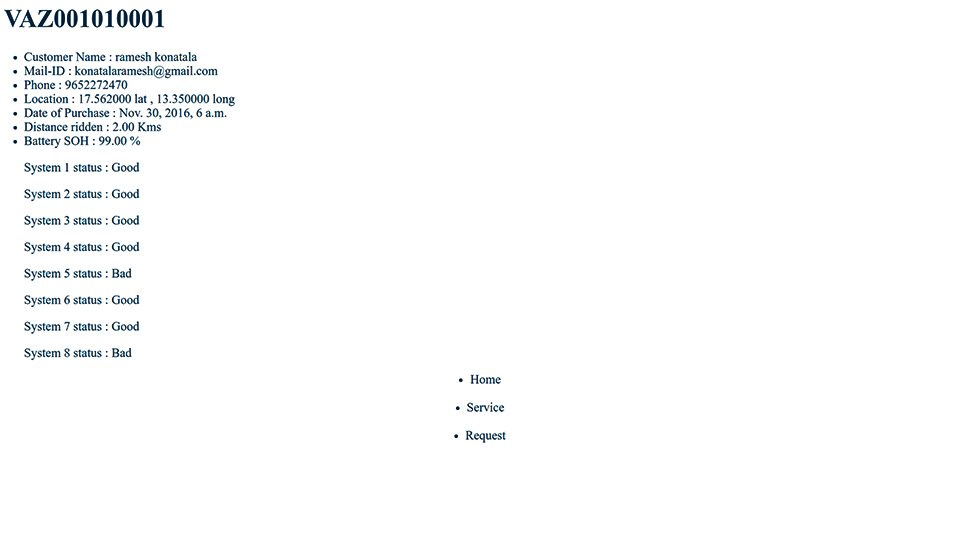 VAZ001010001
Customer Name : ramesh konatala
Mail-ID : konatalaramesh@gmail.com
Phone : 9652272470
Location : 17.562000 lat , 13.350000 long
Date of Purchase : Nov. 30, 2016, 6 a.m.
Distance ridden : 2.00 Kms
Battery SOH : 99.00 %
System 1 status : Good
System 2 status : Good
System 3 status : Good
System 4 status : Good
System 5 status : Bad
System 6 status : Good
System 7 status : Good
System 8 status : Bad
Home
Service
Request